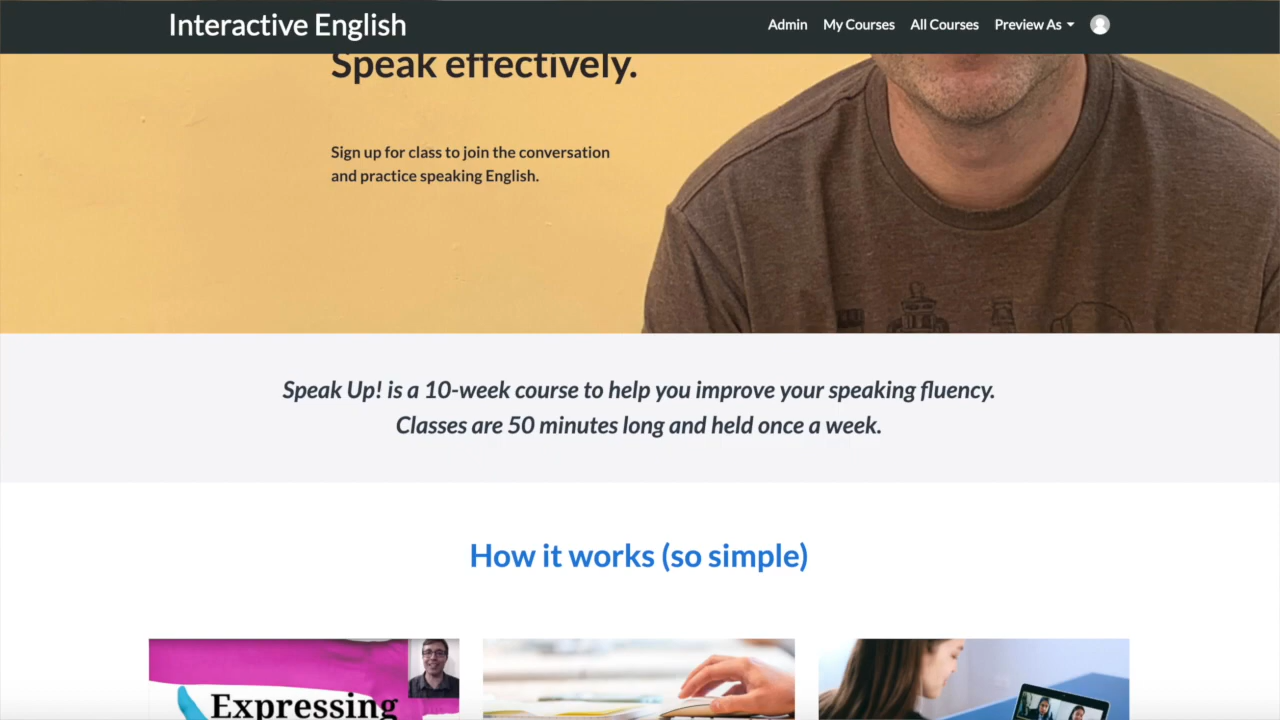 Interactive English
Admin
My Courses
All Courses
Preview As
Speak effectively.
Sign up for class to join the conversation
and practice speaking English.
Speak Up! is a 10-week course to help you improve your speaking fluency.
Classes are 50 minutes long and held once a week.
How it works (so simple)
Expressing